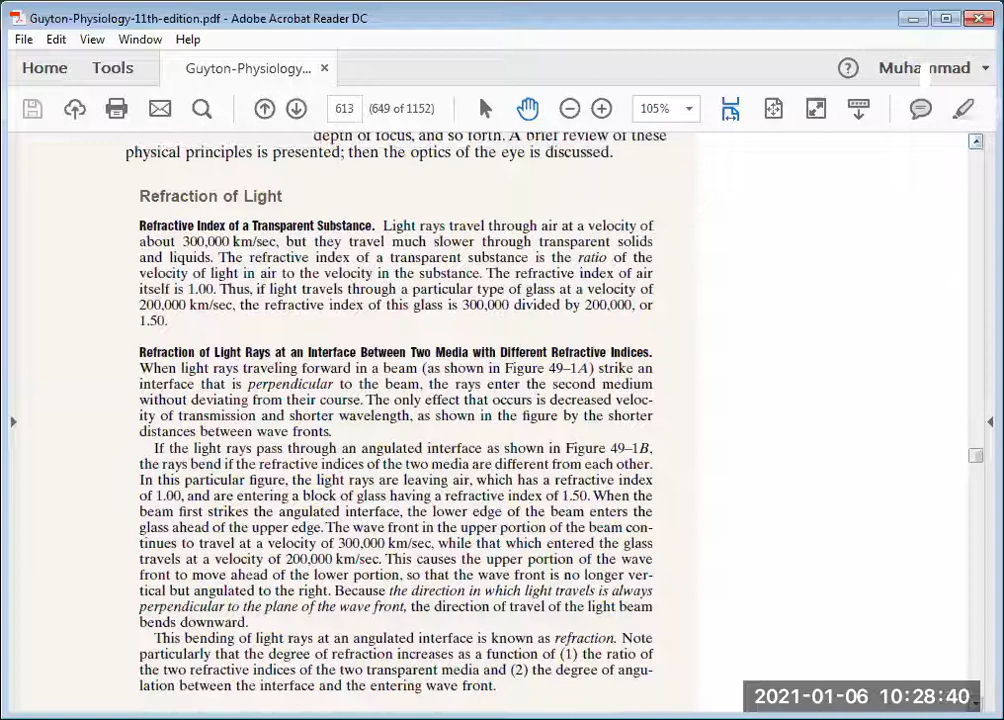 Guyton-Physiology-11th-edition.pdf - Adobe Acrobat Reader DC
File Edit View Window Help
Home Tools Guyton-Physiology... × Muhammad
613 (649 of 1152) 105%
depth of focus, and so forth. A brief review of these
physical principles is presented; then the optics of the eye is discussed.
Refraction of Light
Refractive Index of a Transparent Substance. Light rays travel through air at a velocity of
about 300,000 km/sec, but they travel much slower through transparent solids
and liquids. The refractive index of a transparent substance is the ratio of the
velocity of light in air to the velocity in the substance. The refractive index of air
itself is 1.00. Thus, if light travels through a particular type of glass at a velocity of
200,000 km/sec, the refractive index of this glass is 300,000 divided by 200,000, or
1.50.
Refraction of Light Rays at an Interface Between Two Media with Different Refractive Indices.
When light rays traveling forward in a beam (as shown in Figure 49–1A) strike an
interface that is perpendicular to the beam, the rays enter the second medium
without deviating from their course. The only effect that occurs is decreased veloc-
ity of transmission and shorter wavelength, as shown in the figure by the shorter
distances between wave fronts.
If the light rays pass through an angulated interface as shown in Figure 49–1B,
the rays bend if the refractive indices of the two media are different from each other.
In this particular figure, the light rays are leaving air, which has a refractive index
of 1.00, and are entering a block of glass having a refractive index of 1.50. When the
beam first strikes the angulated interface, the lower edge of the beam enters the
glass ahead of the upper edge. The wave front in the upper portion of the beam con-
tinues to travel at a velocity of 300,000 km/sec, while that which entered the glass
travels at a velocity of 200,000 km/sec. This causes the upper portion of the wave
front to move ahead of the lower portion, so that the wave front is no longer ver-
tical but angulated to the right. Because the direction in which light travels is always
perpendicular to the plane of the wave front, the direction of travel of the light beam
bends downward.
This bending of light rays at an angulated interface is known as refraction. Note
particularly that the degree of refraction increases as a function of (1) the ratio of
the two refractive indices of the two transparent media and (2) the degree of angu-
lation between the interface and the entering wave front.
2021-01-06 10:28:40